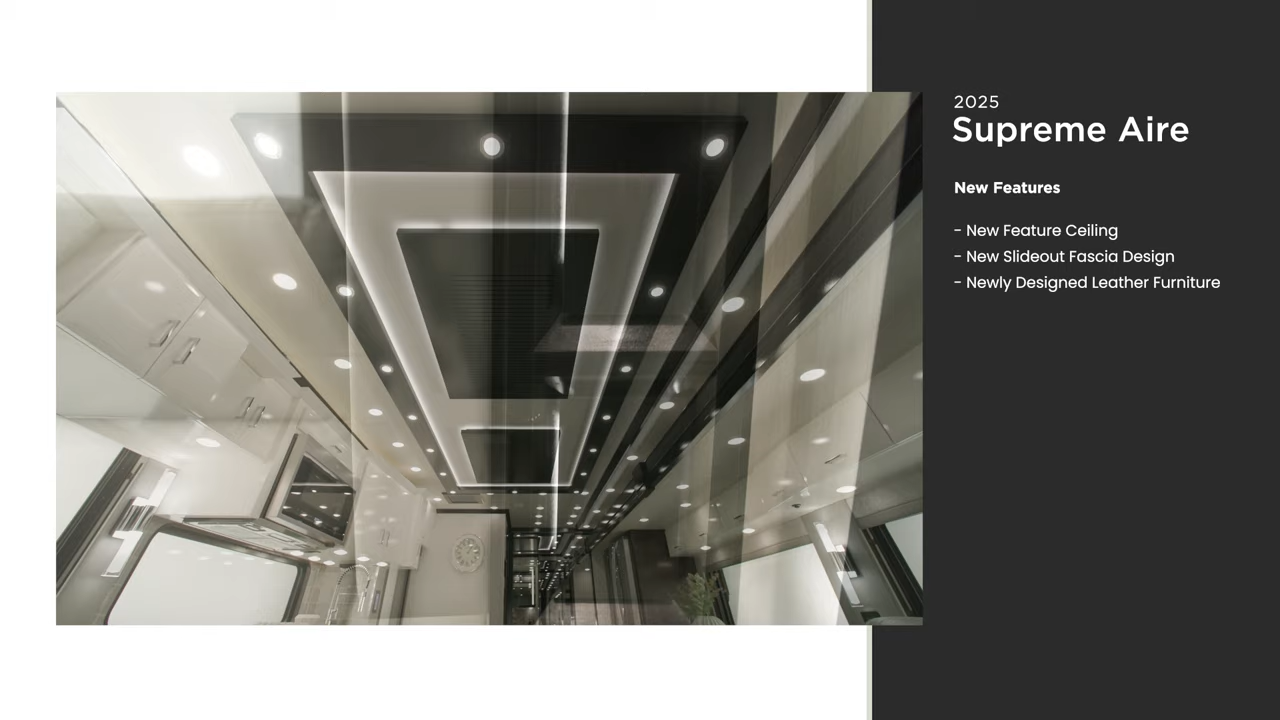 2025
Supreme Aire
New Features
- New Feature Ceiling
- New Slideout Fascia Design
- Newly Designed Leather Furniture